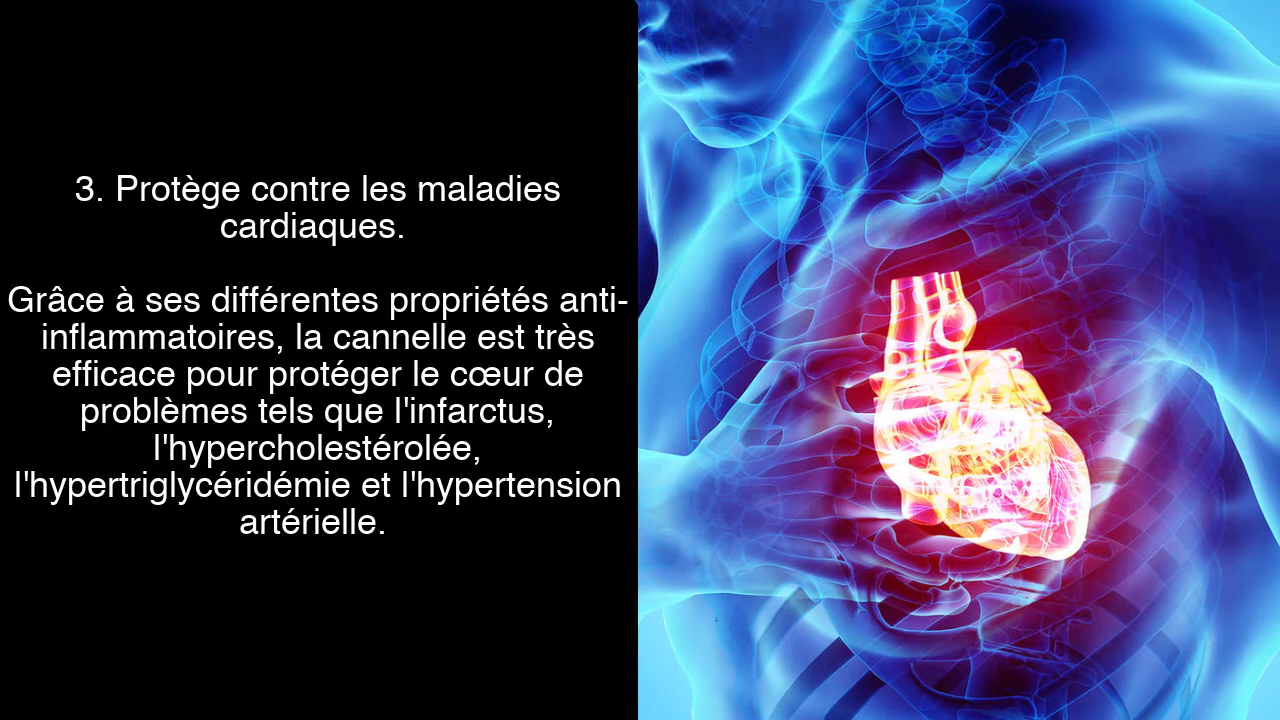 3. Protège contre les maladies
cardiaques.
Grâce à ses différentes propriétés anti-
inflammatoires, la cannelle est très
efficace pour protéger le cœur de
problèmes tels que l'infarctus,
l'hypercholestérolée,
l'hypertriglycéridémie et l'hypertension
artérielle.